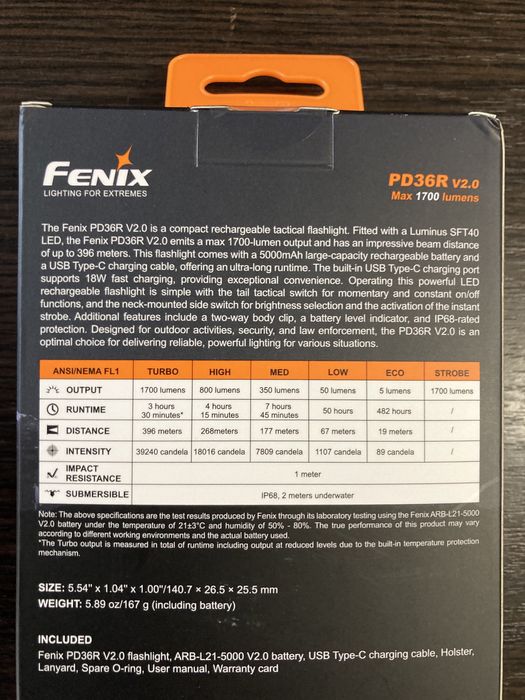 FENIX
LIGHTING FOR EXTREMES
PD36R V2.0
Max 1700 lumens
The Fenix PD36R V2.0 is a compact rechargeable tactical flashlight. Fitted with a Luminus SFT40
LED, the Fenix PD36R V2.0 emits a max 1700-lumen output and has an impressive beam distance
of up to 396 meters. This flashlight comes with a 5000mAh large-capacity rechargeable battery and
a USB Type-C charging cable, offering an ultra-long runtime. The built-in USB Type-C charging port
supports 18W fast charging, providing exceptional convenience. Operating this powerful LED
rechargeable flashlight is simple with the tail tactical switch for momentary and constant on/off
functions, and the neck-mounted side switch for brightness selection and the activation of the instant
strobe. Additional features include a two-way body clip, a battery level indicator, and IP68-rated
protection. Designed for outdoor activities, security, and law enforcement, the PD36R V2.0 is an
optimal choice for delivering reliable, powerful lighting for various situations.
ANSI/NEMA FL1 TURBO HIGH MED LOW ECO STROBE
OUTPUT 1700 lumens 800 lumens 350 lumens 50 lumens 5 lumens 1700 lumens
RUNTIME 3 hours 30 minutes* 4 hours 15 minutes 7 hours 45 minutes 50 hours 482 hours /
DISTANCE 396 meters 268meters 177 meters 67 meters 19 meters /
INTENSITY 39240 candela 18016 candela 7809 candela 1107 candela 89 candela /
IMPACT RESISTANCE 1 meter
SUBMERSIBLE IP68, 2 meters underwater
Note: The above specifications are the test results produced by Fenix through its laboratory testing using the Fenix ARB-L21-5000
V2.0 battery under the temperature of 21±3°C and humidity of 50% - 80%. The true performance of this product may vary
according to different working environments and the actual battery used.
*The Turbo output is measured in total of runtime including output at reduced levels due to the built-in temperature protection
mechanism.
SIZE: 5.54" x 1.04" x 1.00"/140.7 × 26.5 × 25.5 mm
WEIGHT: 5.89 oz/167 g (including battery)
INCLUDED
Fenix PD36R V2.0 flashlight, ARB-L21-5000 V2.0 battery, USB Type-C charging cable, Holster,
Lanyard, Spare O-ring, User manual, Warranty card